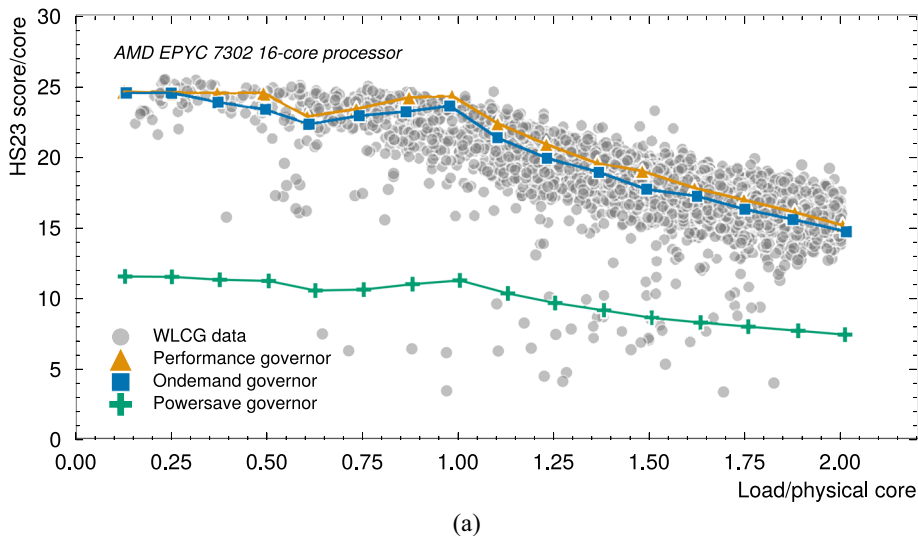 HS23 score/core
30
25
20
15
10
5
0
AMD EPYC 7302 16-core processor
WLCG data
Performance governor
Ondemand governor
Powersave governor
0.00 0.25 0.50 0.75 1.00 1.25 1.50 1.75 2.00
Load/physical core
(a)